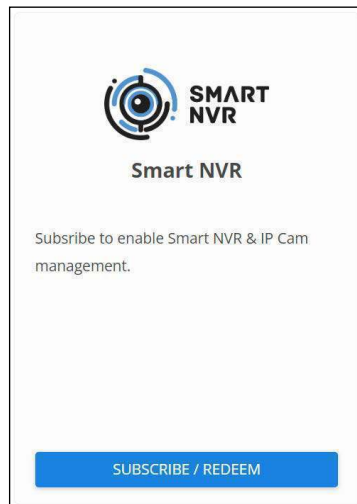 SMART
NVR
Smart NVR
Subsribe to enable Smart NVR & IP Cam
management.
SUBSCRIBE / REDEEM